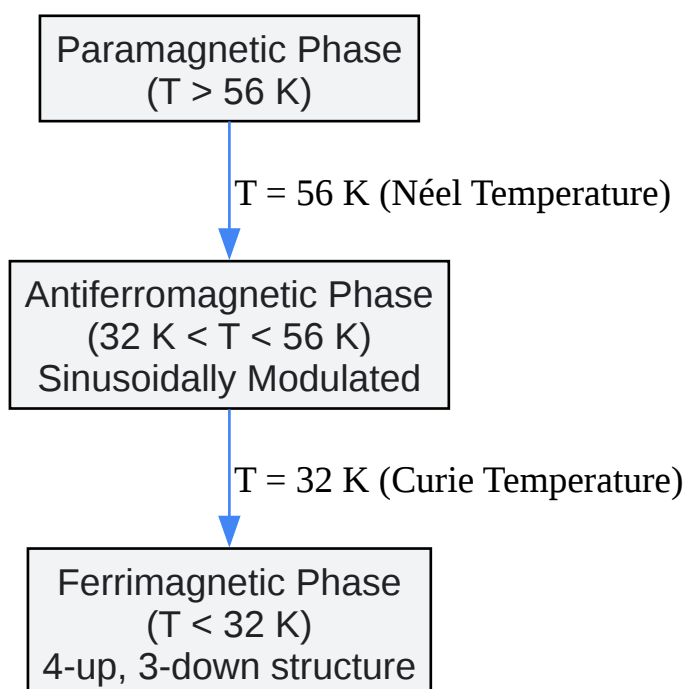 Paramagnetic Phase
(T > 56 K)
T = 56 K (Néel Temperature)
Antiferromagnetic Phase
(32 K < T < 56 K)
Sinusoidally Modulated
T = 32 K (Curie Temperature)
Ferrimagnetic Phase
(T < 32 K)
4-up, 3-down structure